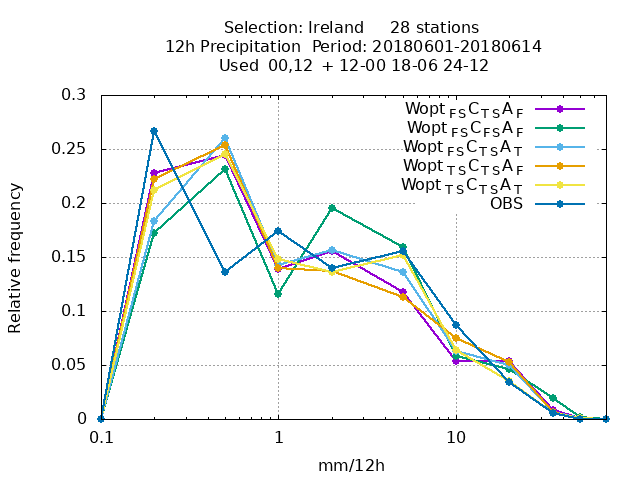 Selection: Ireland 28 stations
12h Precipitation Period: 20180601-20180614
Used 00,12 + 12-00 18-06 24-12
0.3
0.25
0.2
0.15
0.1
0.05
0
0.1 1 10
Relative frequency
mm/12h
Wopt FS C TS A F
Wopt FS C FS A F
Wopt FS C TS A T
Wopt TS C TS A F
Wopt TS C TS A T
OBS